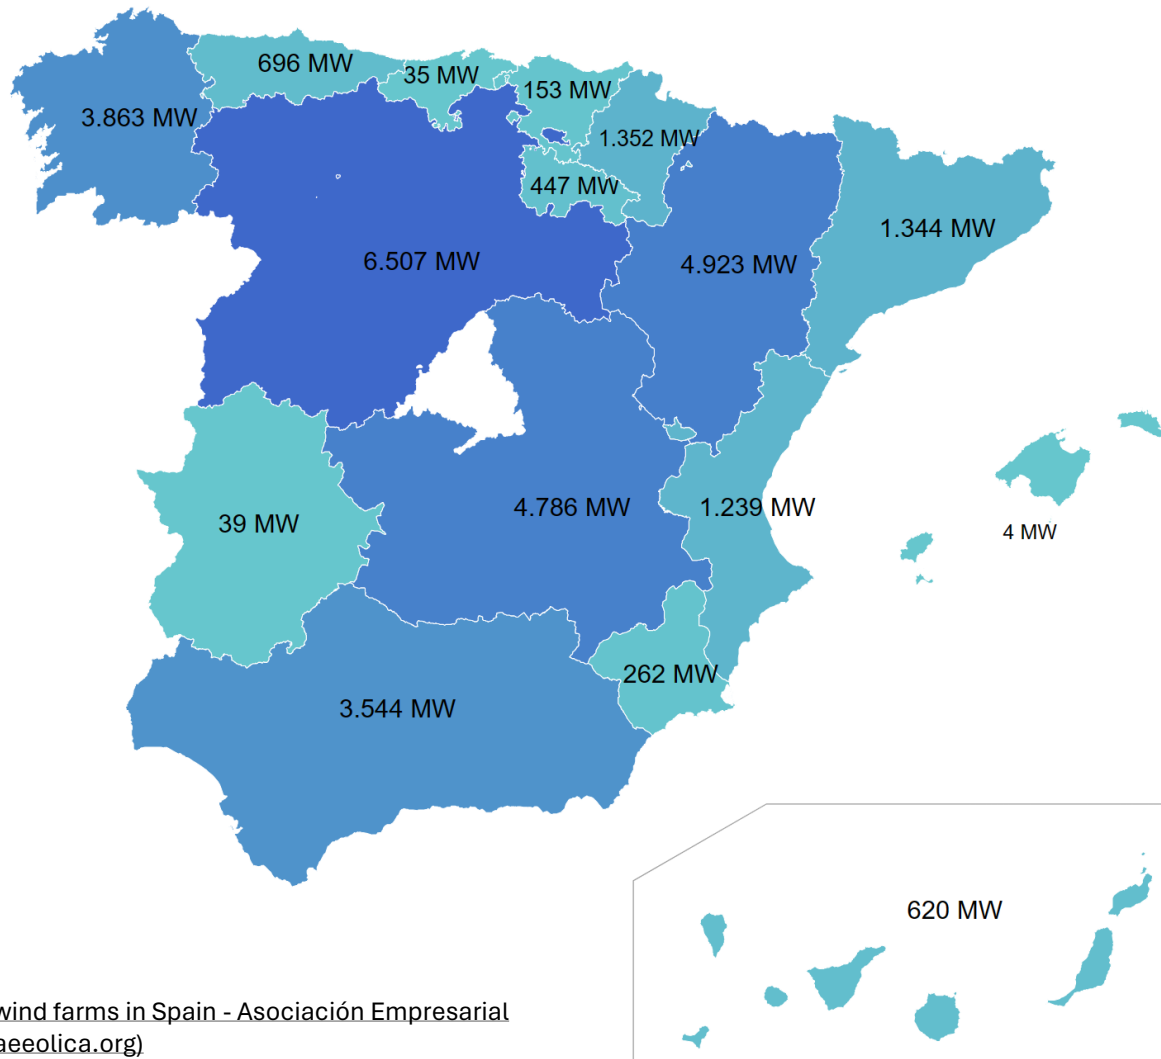 696 MW
35 MW
153 MW
3.863 MW
1.352 MW
447 MW
1.344 MW
6.507 MW
4.923 MW
4.786 MW
1.239 MW
39 MW
4 MW
262 MW
3.544 MW
620 MW
wind farms in Spain - Asociación Empresarial
aeeolica.org)